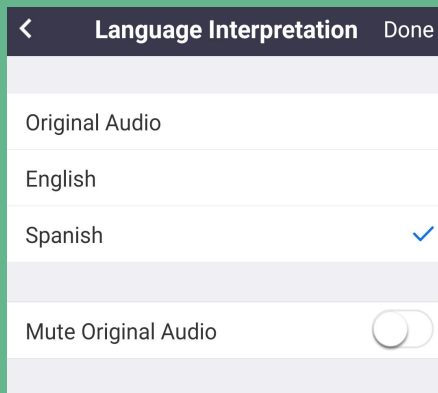 Language Interpretation Done
Original Audio
English
Spanish
Mute Original Audio